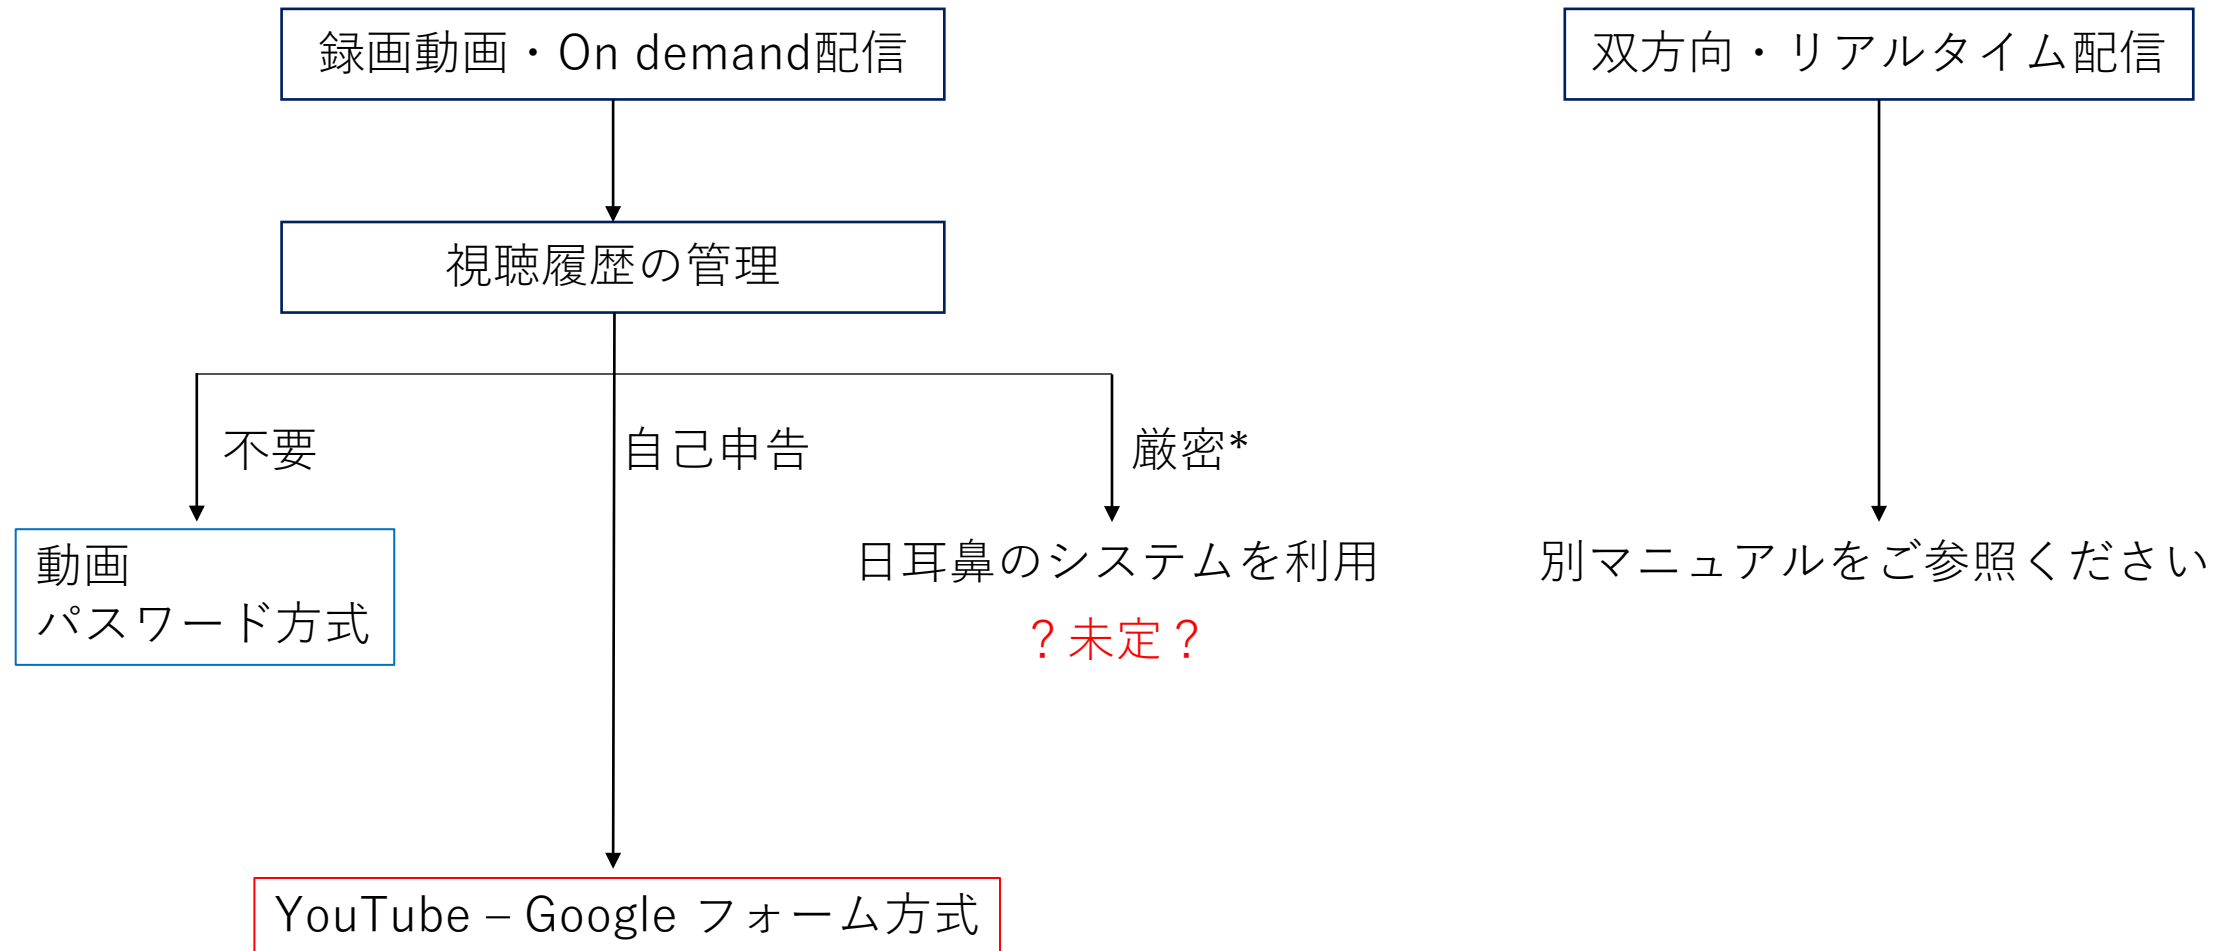 録画動画・On demand配信
双方向・リアルタイム配信
視聴履歴の管理
不要
自己申告
厳密*
動画
パスワード方式
日耳鼻のシステムを利用
？未定？
別マニュアルをご参照ください
YouTube – Google フォーム方式